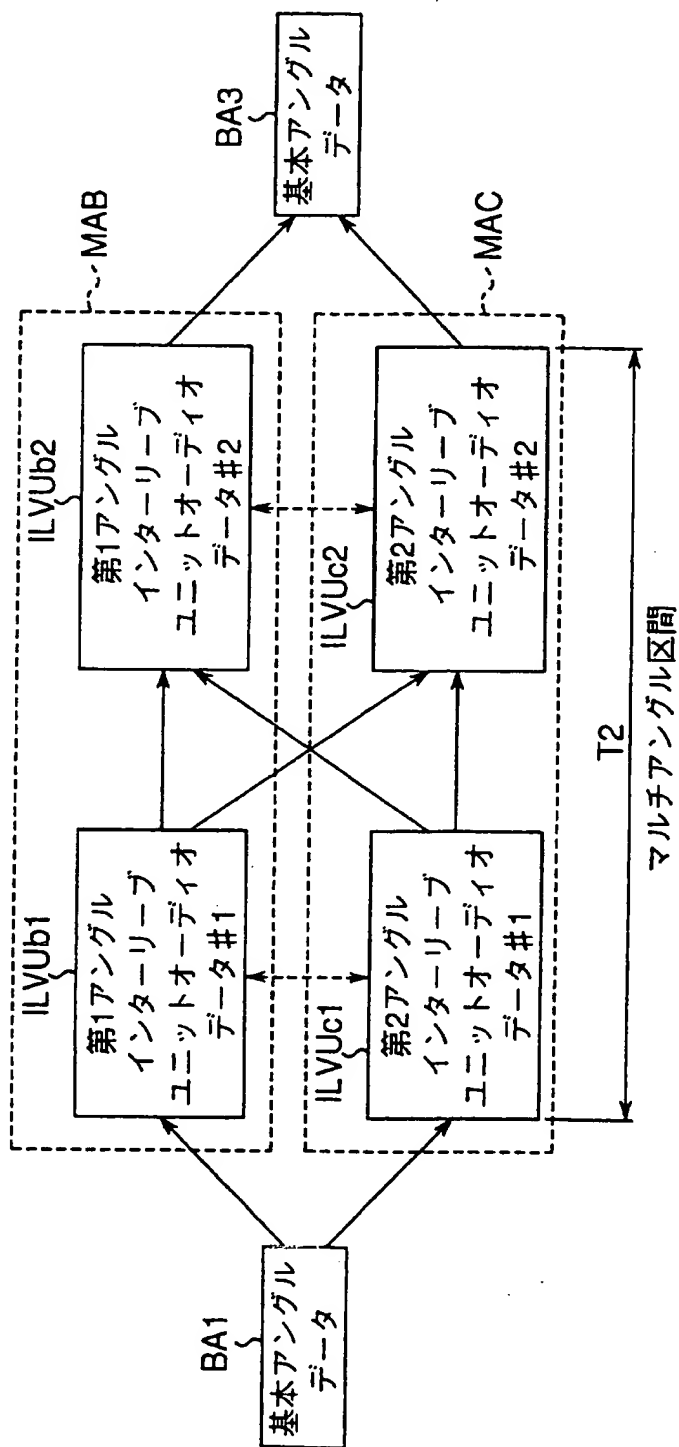 BA1
基本アングル
データ
ILVUb1
第1アングル
インターリーブ
ユニットオーディオ
データ#1
ILVUc1
第2アングル
インターリーブ
ユニットオーディオ
データ#1
ILVUb2
第1アングル
インターリーブ
ユニットオーディオ
データ#2
ILVUc2
第2アングル
インターリーブ
ユニットオーディオ
データ#2
MAB
MAC
BA3
基本アングル
データ
T2
マルチアングル区間